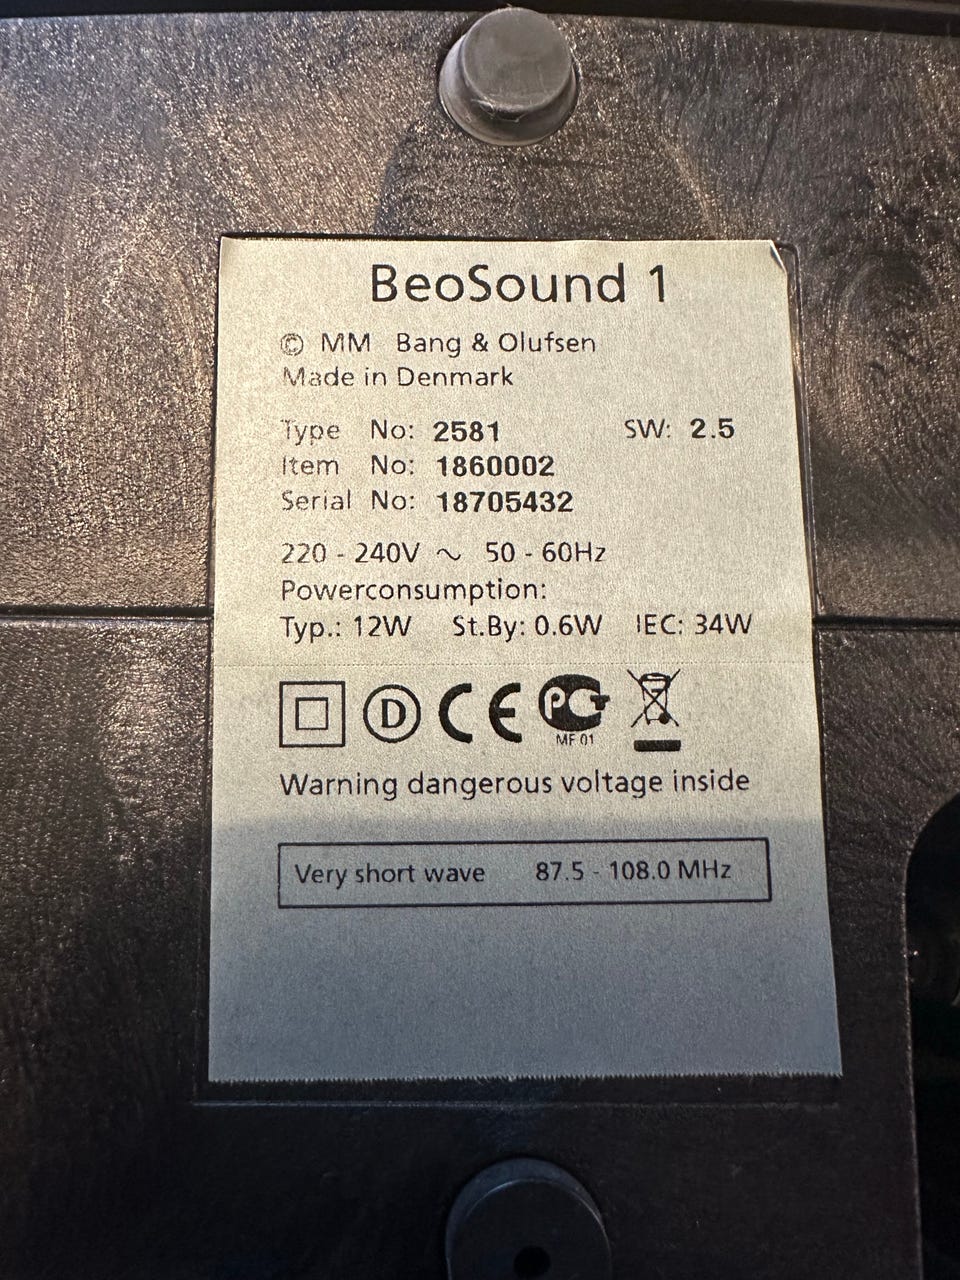 BeoSound 1
© MM Bang & Olufsen
Made in Denmark
Type No: 2581 SW: 2.5
Item No: 1860002
Serial No: 18705432
220 - 240V ~ 50 - 60Hz
Powerconsumption:
Typ.: 12W St.By: 0.6W IEC: 34W
D CE PG
MF 01
Warning dangerous voltage inside
Very short wave 87.5 - 108.0 MHz